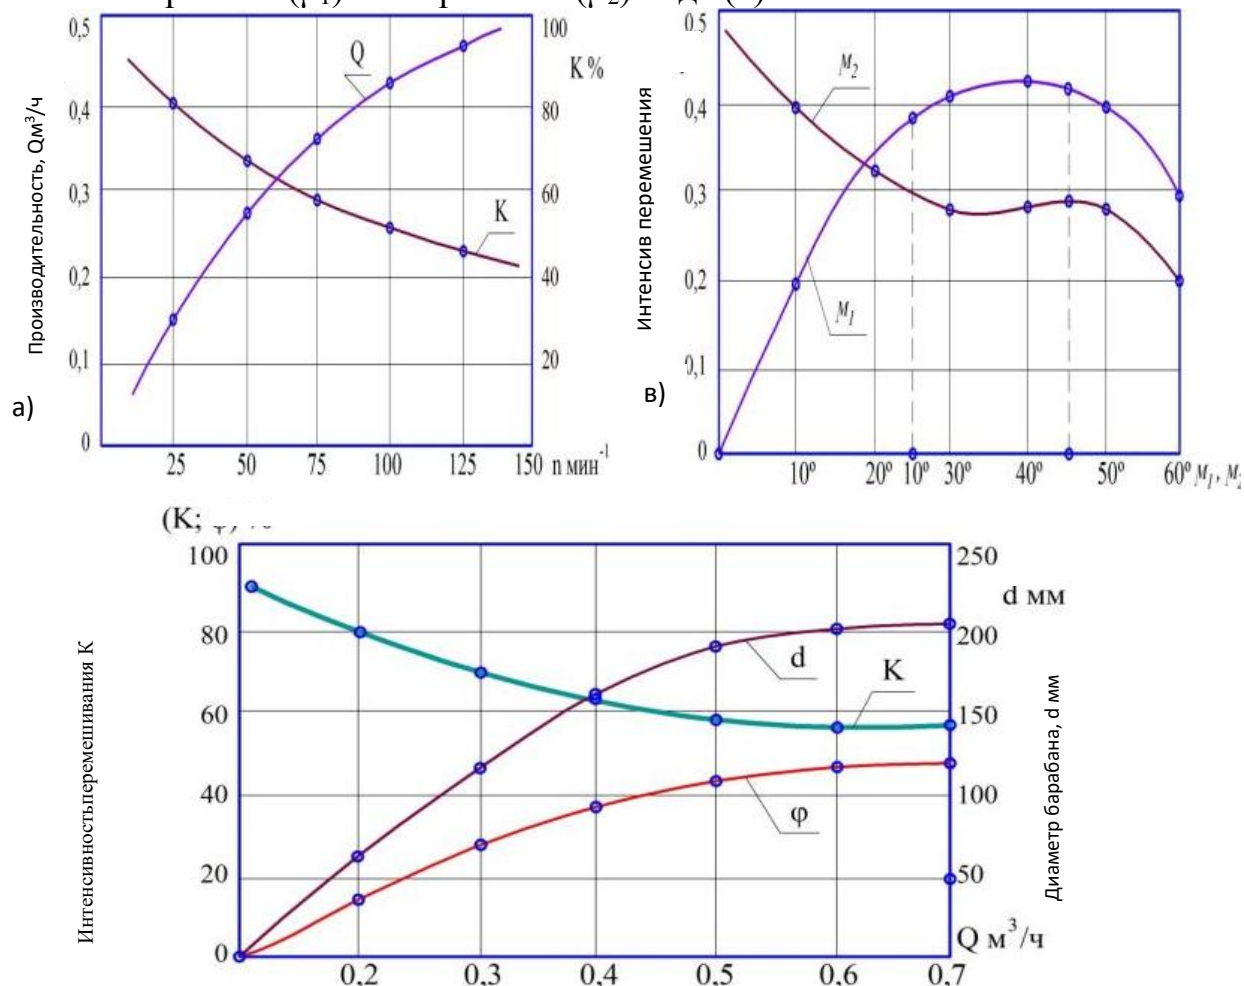 0,5
100
Q
K %
0,4
80
0,3
60
K
0,2
40
0,1
20
0
25 50 75 100 125 150 n мин⁻¹
Производительность, Qм³/ч
а)
0.5
M₂
0,4
0,3
0,2
M₁
0
10º 20º 10º 30º 40º 50º 60º M₁, M₂
Интенсив перемешения
в)
(K;
100
250
d мм
80
200
d
K
60
150
40
100
φ
20
50
0
Q м³/ч
0,2 0,3 0,4 0,5 0,6 0,7
Интенсивностьперемешивания K
Диаметр барабана, d мм